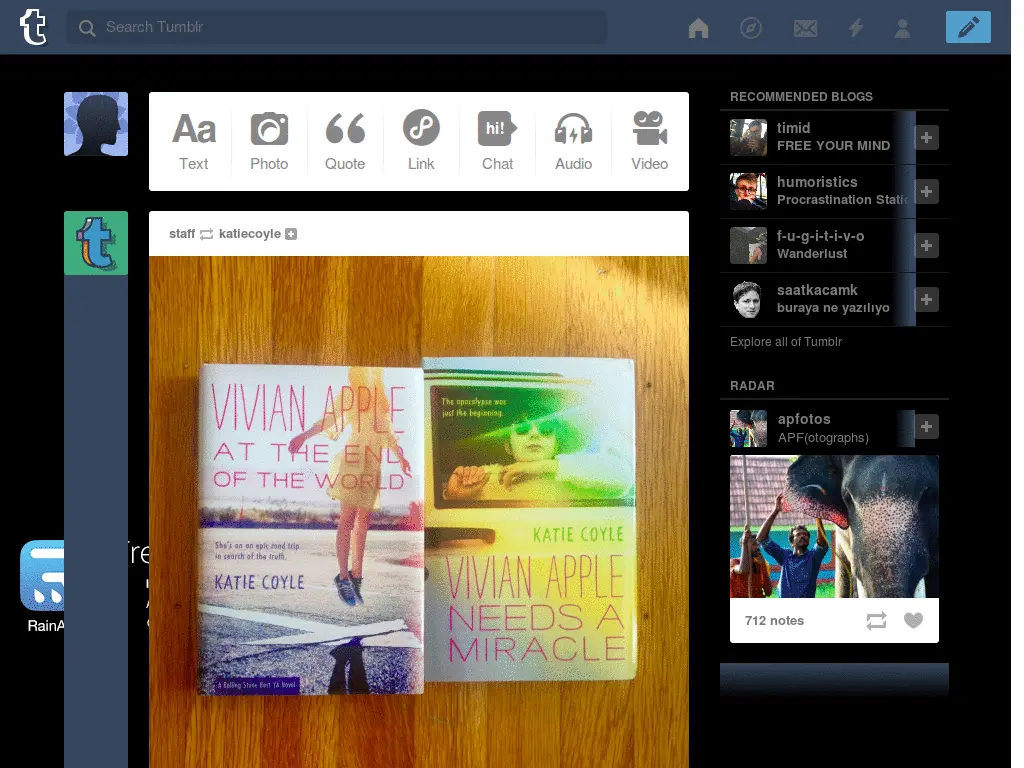 Search Tumblr
Aa
hi!
Text
Photo
Quote
Link
Chat
Audio
Video
staff
katiecoyle
VIVIAN APPLE
AT THE END
OF THE WORLD
She's on an epic road trip
in search of the truth.
KATIE COYLE
A Rolling Stone Best YA Novel
The apocalypse was
just the beginning.
KATIE COYLE
VIVIAN APPLE
NEEDS A
MIRACLE
RainA
RECOMMENDED BLOGS
timid
FREE YOUR MIND
humoristics
Procrastination Static
f-u-g-i-t-i-v-o
Wanderlust
saatkacamk
buraya ne yazılıyo
Explore all of Tumblr
RADAR
apfotos
APF(otographs)
712 notes